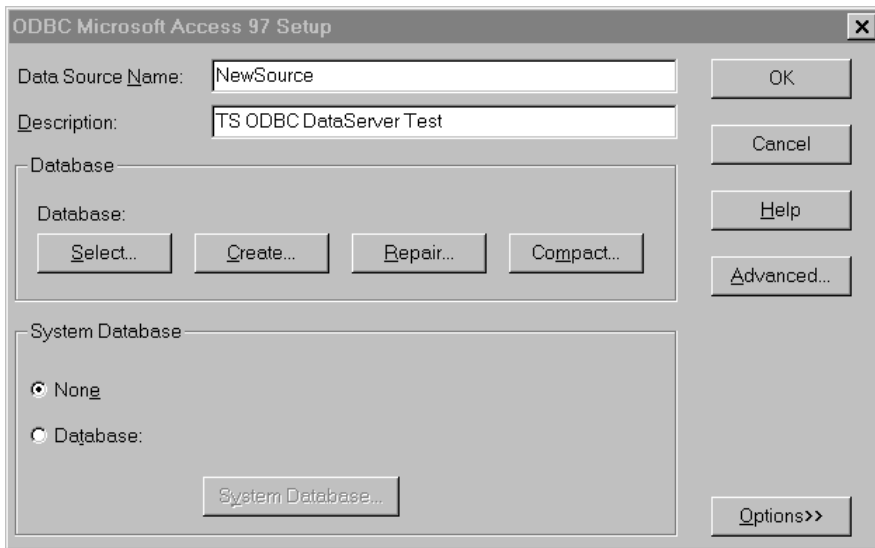 ODBC Microsoft Access 97 Setup
Data Source Name: NewSource OK
Description: TS ODBC DataServer Test
Cancel
Database
Database:
Help
Select... Create... Repair... Compact...
Advanced...
System Database
None
Database:
System Database...
Options>>